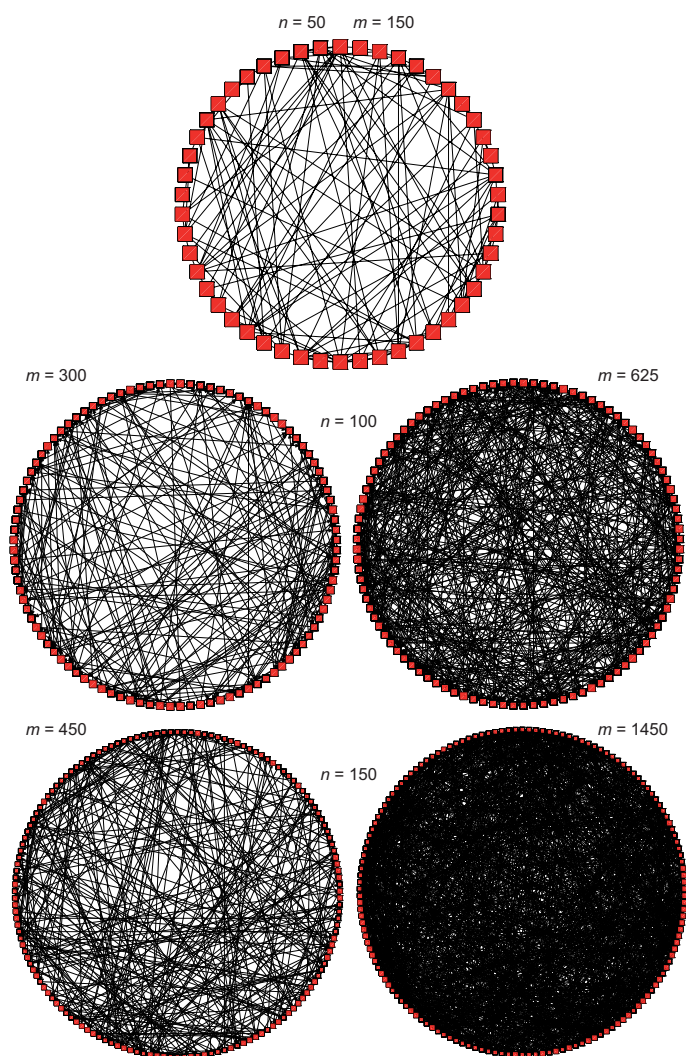 n = 50 m = 150
m = 300
m = 625
n = 100
m = 450
m = 1450
n = 150